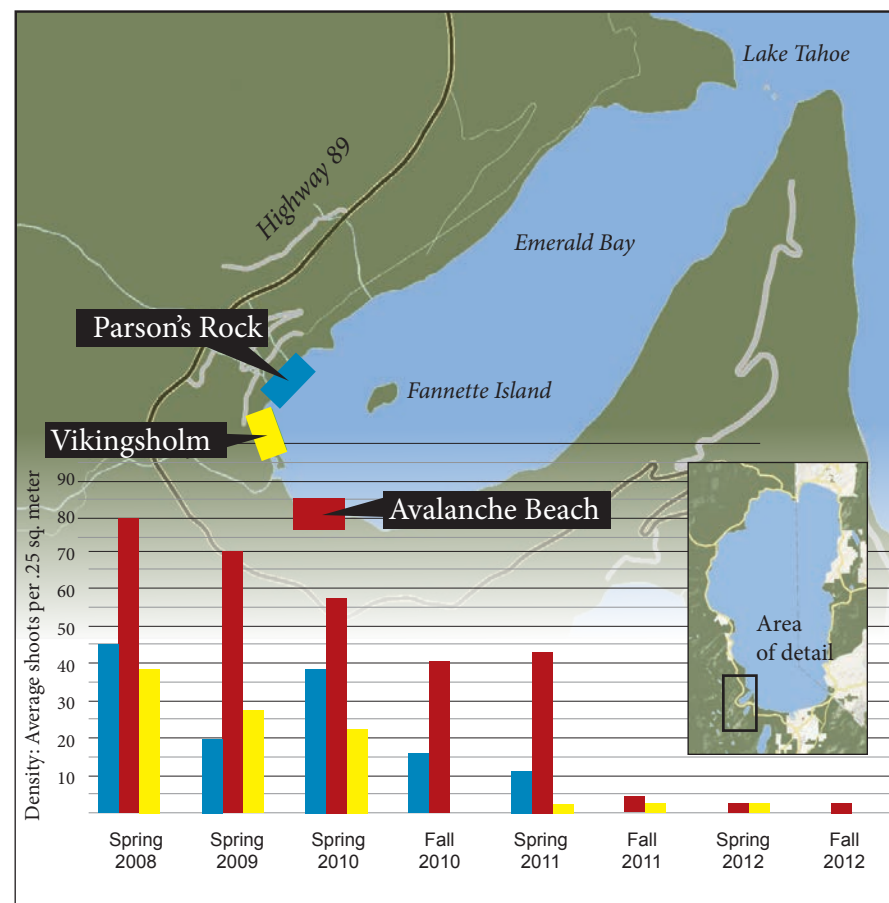 Lake Tahoe
Highway 89
Emerald Bay
Parson's Rock
Fannette Island
Vikingsholm
Avalanche Beach
Density: Average shoots per .25 sq. meter
90
80
70
60
50
40
30
20
10
Area
of detail
Spring
2008
Spring
2009
Spring
2010
Fall
2010
Spring
2011
Fall
2011
Spring
2012
Fall
2012